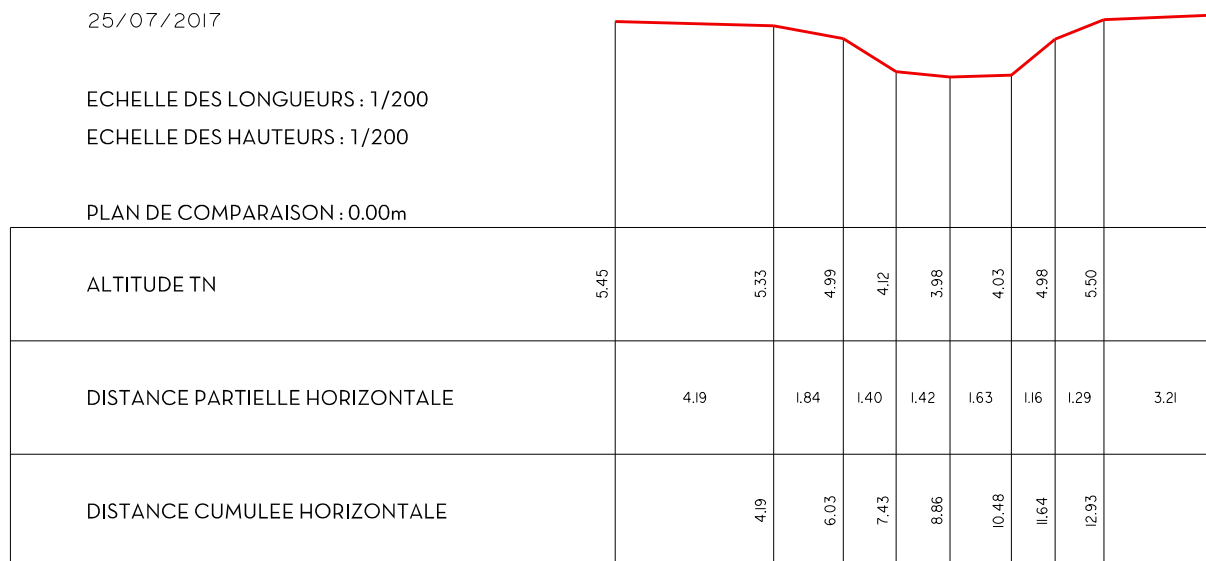 25/07/2017
ECHELLE DES LONGUEURS : 1/200
ECHELLE DES HAUTEURS : 1/200
PLAN DE COMPARAISON : 0.00m
ALTITUDE TN 5.45 5.33 4.99 4.12 3.98 4.03 4.98 5.50
DISTANCE PARTIELLE HORIZONTALE 4.19 1.84 1.40 1.42 1.63 1.16 1.29 3.21
DISTANCE CUMULEE HORIZONTALE 4.19 6.03 7.43 8.86 10.48 11.64 12.93